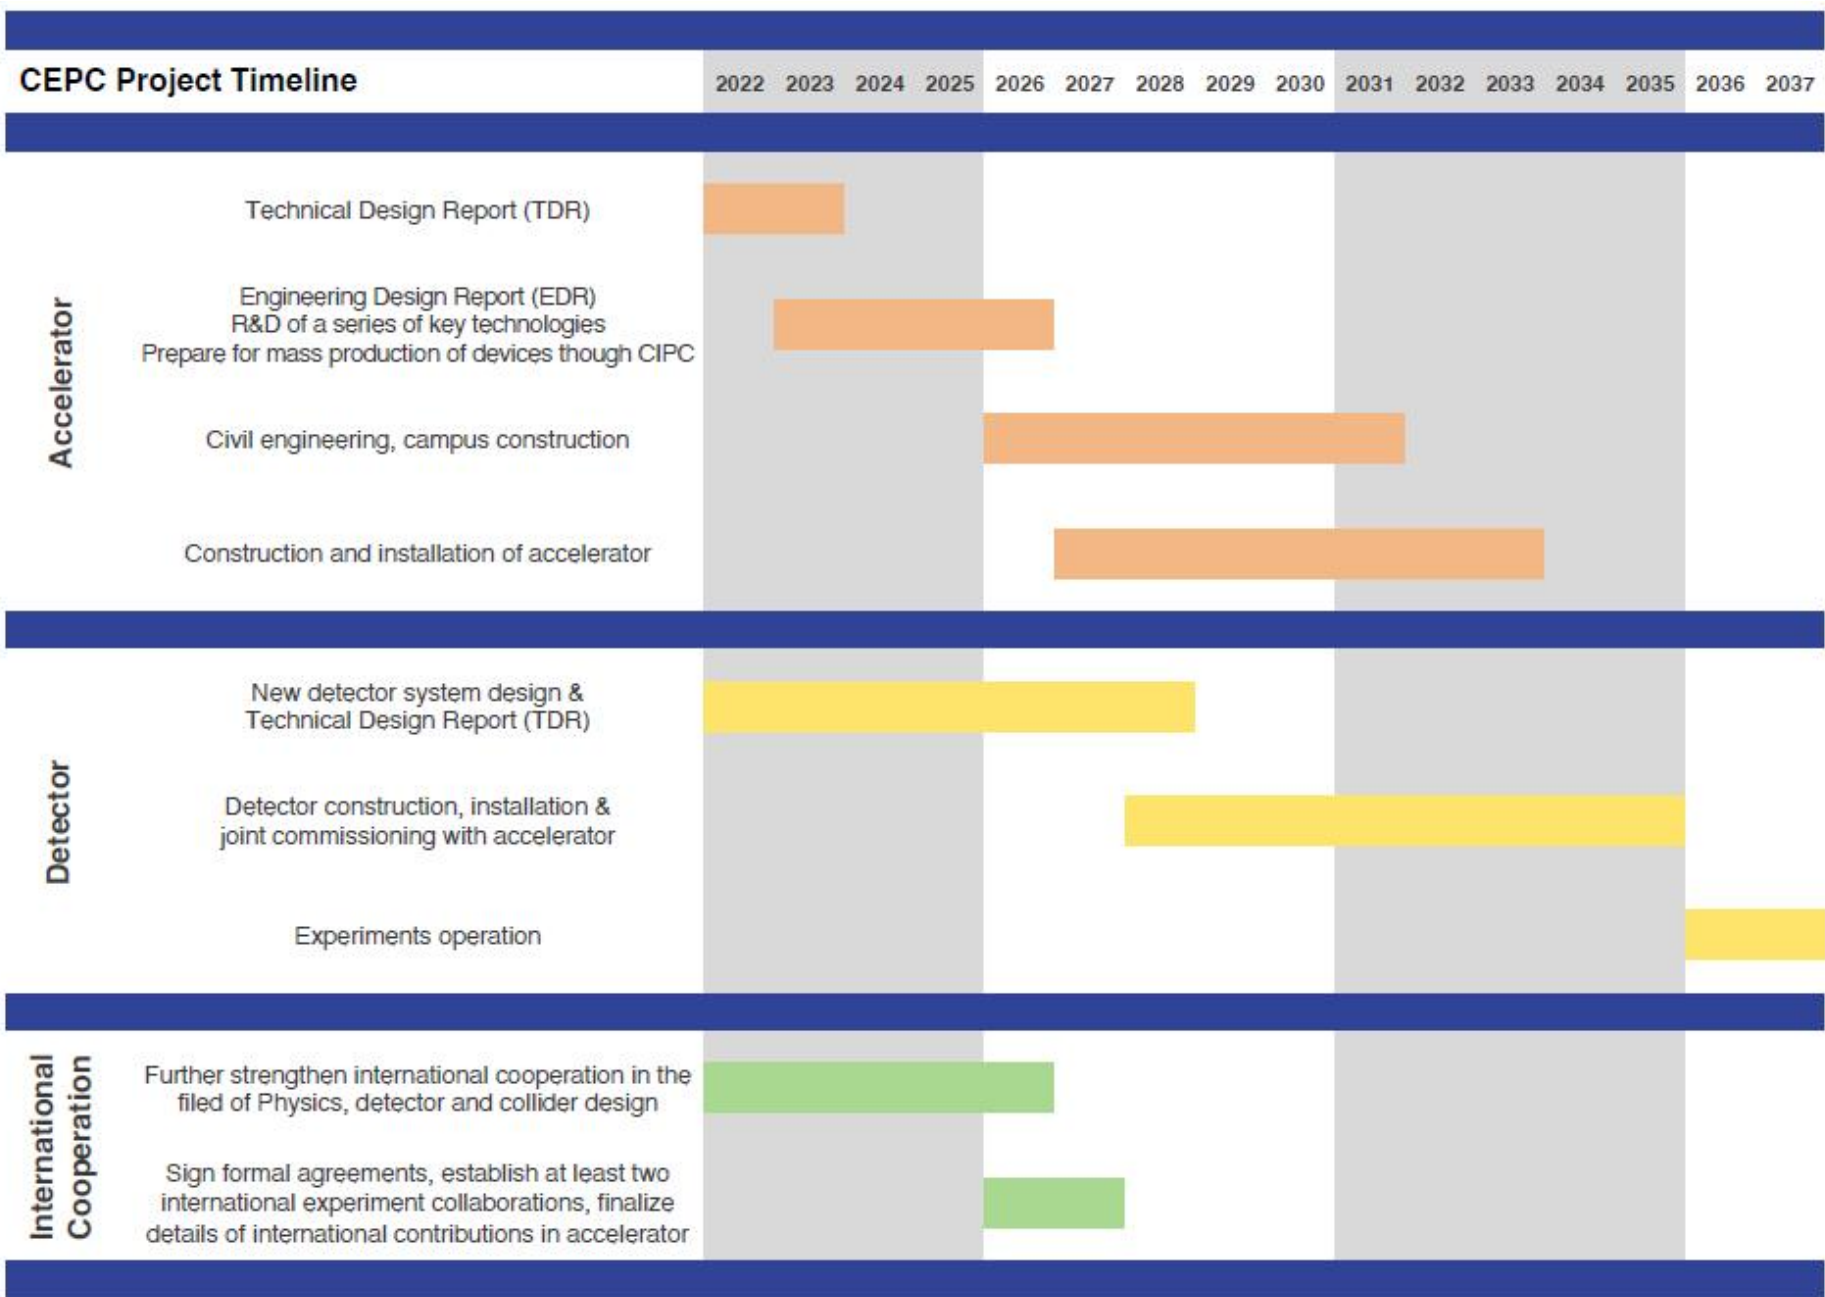 CEPC Project Timeline
2022 2023 2024 2025 2026 2027 2028 2029 2030 2031 2032 2033 2034 2035 2036 2037
Accelerator
Technical Design Report (TDR)
Engineering Design Report (EDR)
R&D of a series of key technologies
Prepare for mass production of devices though CIPC
Civil engineering, campus construction
Construction and installation of accelerator
Detector
New detector system design &
Technical Design Report (TDR)
Detector construction, installation &
joint commissioning with accelerator
Experiments operation
International
Cooperation
Further strengthen international cooperation in the
filed of Physics, detector and collider design
Sign formal agreements, establish at least two
international experiment collaborations, finalize
details of international contributions in accelerator